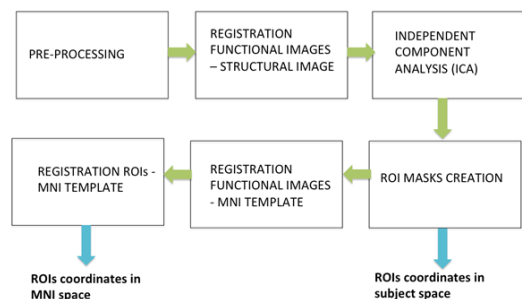 PRE-PROCESSING
REGISTRATION
FUNCTIONAL IMAGES
– STRUCTURAL IMAGE
INDEPENDENT
COMPONENT
ANALYSIS (ICA)
REGISTRATION ROIs -
MNI TEMPLATE
REGISTRATION
FUNCTIONAL IMAGES
- MNI TEMPLATE
ROI MASKS CREATION
ROIs coordinates in
MNI space
ROIs coordinates in
subject space